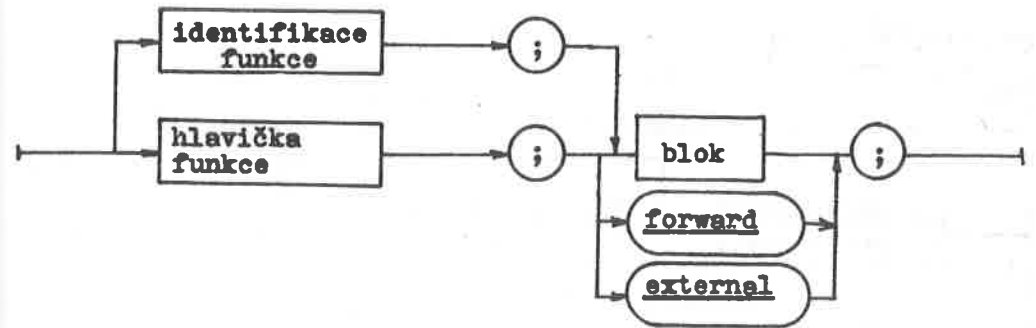 identifikace
funkce
;
hlavička
funkce
;
blok
;
forward
external